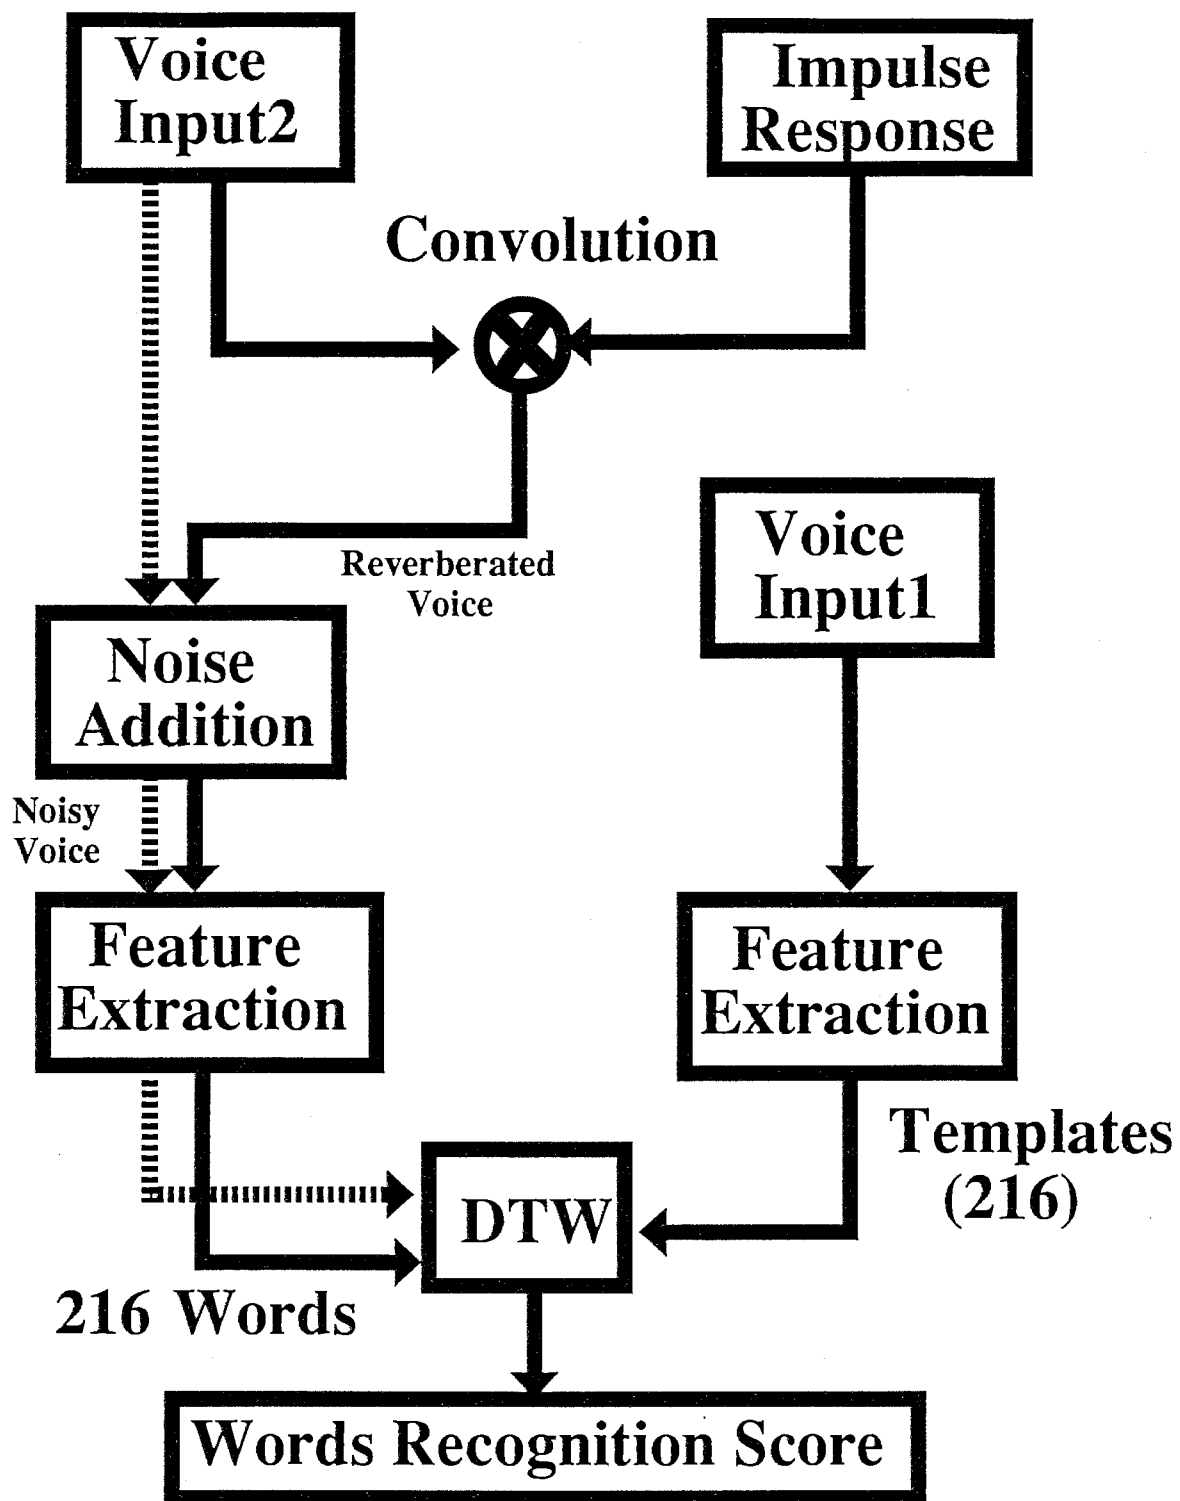 Voice
Input2
Impulse
Response
Convolution
Reverberated
Voice
Voice
Input1
Noise
Addition
Noisy
Voice
Feature
Extraction
Feature
Extraction
Templates
(216)
DTW
216 Words
Words Recognition Score